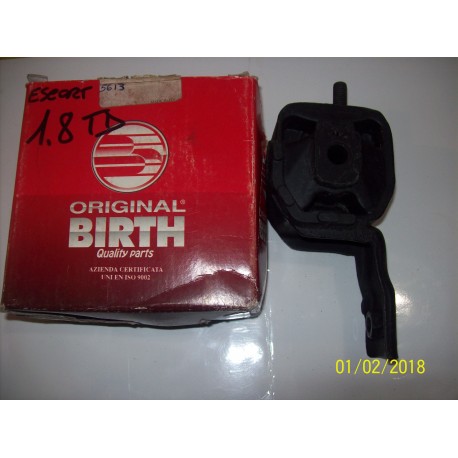 ESCORT 5613
1.8 TD
ORIGINAL®
BIRTH
Quality parts
AZIENDA CERTIFICATA
UNI EN ISO 9002
01/02/2018